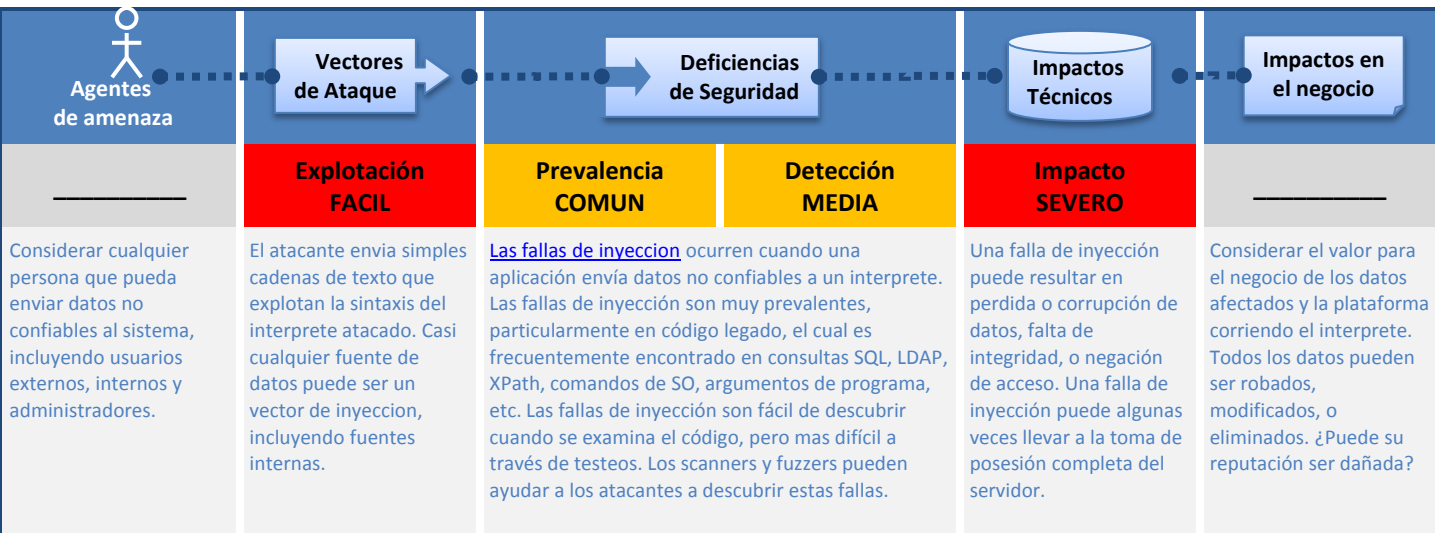 Agentes
de amenaza
Vectores
de Ataque
Deficiencias
de Seguridad
Impactos
Técnicos
Impactos en
el negocio
__________
Explotación
FACIL
Prevalencia
COMUN
Detección
MEDIA
Impacto
SEVERO
__________
Considerar cualquier
persona que pueda
enviar datos no
confiables al sistema,
incluyendo usuarios
externos, internos y
administradores.
El atacante envia simples
cadenas de texto que
explotan la sintaxis del
interprete atacado. Casi
cualquier fuente de
datos puede ser un
vector de inyeccion,
incluyendo fuentes
internas.
Las fallas de inyeccion ocurren cuando una
aplicación envía datos no confiables a un interprete.
Las fallas de inyección son muy prevalentes,
particularmente en código legado, el cual es
frecuentemente encontrado en consultas SQL, LDAP,
XPath, comandos de SO, argumentos de programa,
etc. Las fallas de inyección son fácil de descubrir
cuando se examina el código, pero mas difícil a
través de testeos. Los scanners y fuzzers pueden
ayudar a los atacantes a descubrir estas fallas.
Una falla de inyección
puede resultar en
perdida o corrupción de
datos, falta de
integridad, o negación
de acceso. Una falla de
inyección puede algunas
veces llevar a la toma de
posesión completa del
servidor.
Considerar el valor para
el negocio de los datos
afectados y la plataforma
corriendo el interprete.
Todos los datos pueden
ser robados,
modificados, o
eliminados. ¿Puede su
reputación ser dañada?